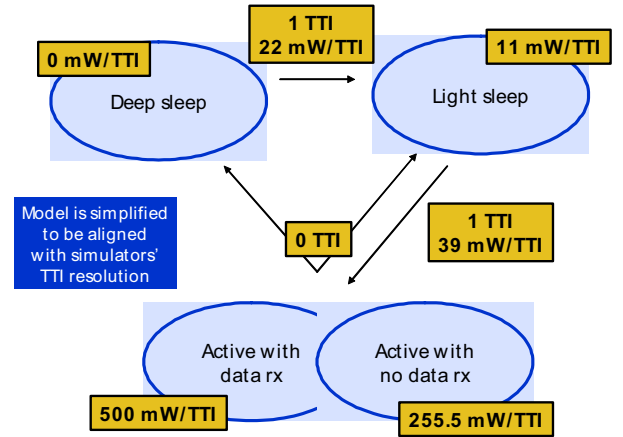 1 TTI
22 mW/TTI
0 mW/TTI
11 mW/TTI
Deep sleep
Light sleep
Model is simplified
to be aligned
with simulators'
TTI resolution
0 TTI
1 TTI
39 mW/TTI
Active with
data rx
Active with
no data rx
500 mW/TTI
255.5 mW/TTI